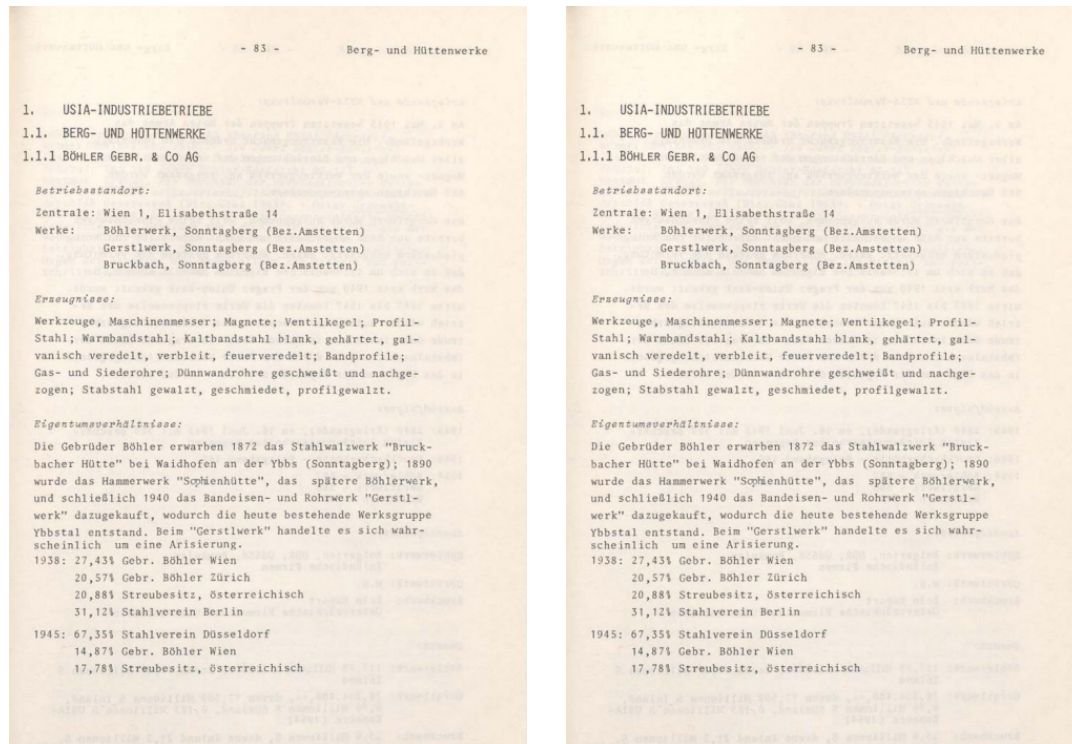 - 83 -
Berg- und Hüttenwerke
1. USIA-INDUSTRIEBETRIEBE
1.1. BERG- UND HÜTTENWERKE
1.1.1 BÖHLER GEBR. & Co AG
Betriebsstandort:
Zentrale: Wien 1, Elisabethstraße 14
Werke: Böhlerwerk, Sonntagberg (Bez.Amstetten)
Gerstlwerk, Sonntagberg (Bez.Amstetten)
Bruckbach, Sonntagberg (Bez.Amstetten)
Erzeugnisse:
Werkzeuge, Maschinenmesser; Magnete; Ventilkegel; Profil-
Stahl; Warmbandstahl; Kaltbandstahl blank, gehärtet, gal-
vanisch veredelt, verbleit, feuerveredelt; Bandprofile;
Gas- und Siederohre; Dünnwandrohre geschweißt und nachge-
zogen; Stabstahl gewalzt, geschmiedet, profilgewalzt.
Eigentumsverhältnisse:
Die Gebrüder Böhler erwarben 1872 das Stahlwalzwerk "Bruck-
bacher Hütte" bei Waidhofen an der Ybbs (Sonntagberg); 1890
wurde das Hammerwerk "Sophienhütte", das spätere Böhlerwerk,
und schließlich 1940 das Bandeisen- und Rohrwerk "Gerstl-
werk" dazugekauft, wodurch die heute bestehende Werksgruppe
Ybbstal entstand. Beim "Gerstlwerk" handelte es sich wahr-
scheinlich um eine Arisierung.
1938: 27,43% Gebr. Böhler Wien
20,57% Gebr. Böhler Zürich
20,88% Streubesitz, österreichisch
31,12% Stahlverein Berlin
1945: 67,35% Stahlverein Düsseldorf
14,87% Gebr. Böhler Wien
17,78% Streubesitz, österreichisch
- 83 -
Berg- und Hüttenwerke
1. USIA-INDUSTRIEBETRIEBE
1.1. BERG- UND HÜTTENWERKE
1.1.1 BÖHLER GEBR. & Co AG
Betriebsstandort:
Zentrale: Wien 1, Elisabethstraße 14
Werke: Böhlerwerk, Sonntagberg (Bez.Amstetten)
Gerstlwerk, Sonntagberg (Bez.Amstetten)
Bruckbach, Sonntagberg (Bez.Amstetten)
Erzeugnisse:
Werkzeuge, Maschinenmesser; Magnete; Ventilkegel; Profil-
Stahl; Warmbandstahl; Kaltbandstahl blank, gehärtet, gal-
vanisch veredelt, verbleit, feuerveredelt; Bandprofile;
Gas- und Siederohre; Dünnwandrohre geschweißt und nachge-
zogen; Stabstahl gewalzt, geschmiedet, profilgewalzt.
Eigentumsverhältnisse:
Die Gebrüder Böhler erwarben 1872 das Stahlwalzwerk "Bruck-
bacher Hütte" bei Waidhofen an der Ybbs (Sonntagberg); 1890
wurde das Hammerwerk "Sophienhütte", das spätere Böhlerwerk,
und schließlich 1940 das Bandeisen- und Rohrwerk "Gerstl-
werk" dazugekauft, wodurch die heute bestehende Werksgruppe
Ybbstal entstand. Beim "Gerstlwerk" handelte es sich wahr-
scheinlich um eine Arisierung.
1938: 27,43% Gebr. Böhler Wien
20,57% Gebr. Böhler Zürich
20,88% Streubesitz, österreichisch
31,12% Stahlverein Berlin
1945: 67,35% Stahlverein Düsseldorf
14,87% Gebr. Böhler Wien
17,78% Streubesitz, österreichisch